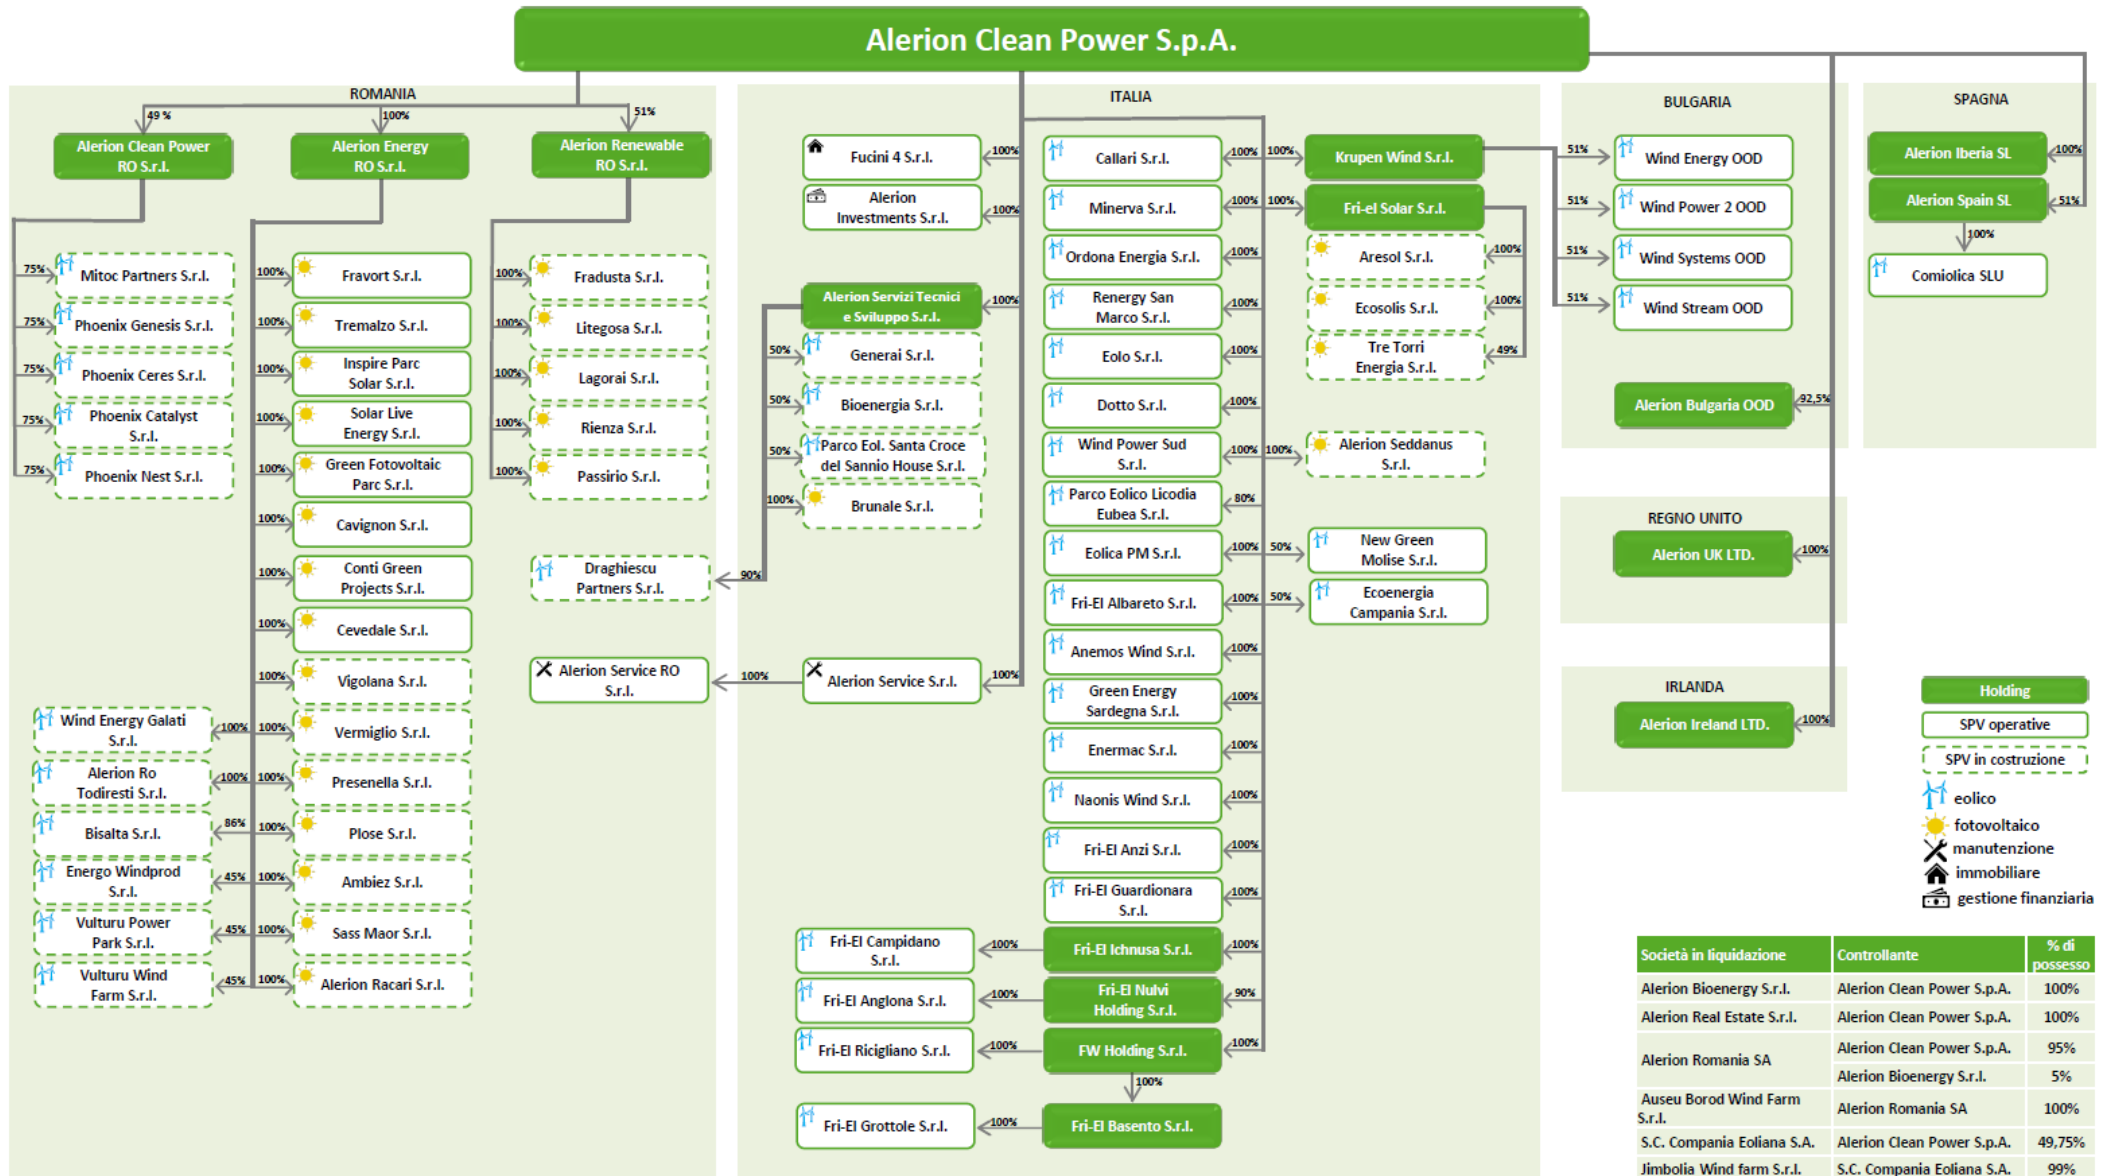 Alerion Clean Power S.p.A.
ROMANIA
49 %
100%
51%
Alerion Clean Power
RO S.r.l.
Alerion Energy
RO S.r.l.
Alerion Renewable
RO S.r.l.
75%
Mitoc Partners S.r.l.
75%
Phoenix Genesis S.r.l.
75%
Phoenix Ceres S.r.l.
75%
Phoenix Catalyst
S.r.l.
75%
Phoenix Nest S.r.l.
100%
Fravort S.r.l.
100%
Tremalzo S.r.l.
100%
Inspire Parc
Solar S.r.l.
100%
Solar Live
Energy S.r.l.
100%
Green Fotovoltaic
Parc S.r.l.
100%
Cavignon S.r.l.
100%
Conti Green
Projects S.r.l.
100%
Cevedale S.r.l.
100%
Vigolana S.r.l.
100%
Vermiglio S.r.l.
100%
Presenella S.r.l.
100%
Plose S.r.l.
100%
Ambiez S.r.l.
100%
Sass Maor S.r.l.
100%
Alerion Racari S.r.l.
Wind Energy Galati
S.r.l.
100%
Alerion Ro
Todiresti S.r.l.
100%
Bisalta S.r.l.
86%
Energo Windprod
S.r.l.
45%
Vulturu Power
Park S.r.l.
45%
Vulturu Wind
Farm S.r.l.
45%
100%
Fradusta S.r.l.
100%
Litegosa S.r.l.
100%
Lagorai S.r.l.
100%
Rienza S.r.l.
100%
Passirio S.r.l.
Draghiescu
Partners S.r.l.
90%
Alerion Service RO
S.r.l.
100%
ITALIA
Fucini 4 S.r.l.
100%
Alerion
Investments S.r.l.
100%
Alerion Servizi Tecnici
e Sviluppo S.r.l.
100%
50%
Generai S.r.l.
50%
Bioenergia S.r.l.
50%
Parco Eol. Santa Croce
del Sannio House S.r.l.
100%
Brunale S.r.l.
Alerion Service S.r.l.
100%
Callari S.r.l.
100%
Minerva S.r.l.
100%
Ordona Energia S.r.l.
100%
Renergy San
Marco S.r.l.
100%
Eolo S.r.l.
100%
Dotto S.r.l.
100%
Wind Power Sud
S.r.l.
100%
Parco Eolico Licodia
Eubea S.r.l.
80%
Eolica PM S.r.l.
100%
Fri-El Albareto S.r.l.
100%
Anemos Wind S.r.l.
100%
Green Energy
Sardegna S.r.l.
100%
Enermac S.r.l.
100%
Naonis Wind S.r.l.
100%
Fri-El Anzi S.r.l.
100%
Fri-El Guardionara
S.r.l.
100%
Fri-El Campidano
S.r.l.
100%
Fri-El Ichnusa S.r.l.
100%
Fri-El Anglona S.r.l.
100%
Fri-El Nulvi
Holding S.r.l.
90%
Fri-El Ricigliano S.r.l.
100%
FW Holding S.r.l.
100%
100%
Fri-El Grottole S.r.l.
100%
Fri-El Basento S.r.l.
100%
Krupen Wind S.r.l.
100%
Fri-el Solar S.r.l.
Aresol S.r.l.
100%
Ecosolis S.r.l.
100%
Tre Torri
Energia S.r.l.
49%
100%
Alerion Seddanus
S.r.l.
50%
New Green
Molise S.r.l.
50%
Ecoenergia
Campania S.r.l.
BULGARIA
51%
Wind Energy OOD
51%
Wind Power 2 OOD
51%
Wind Systems OOD
51%
Wind Stream OOD
Alerion Bulgaria OOD
92,5%
SPAGNA
Alerion Iberia SL
100%
Alerion Spain SL
51%
100%
Comiolica SLU
REGNO UNITO
Alerion UK LTD.
100%
IRLANDA
Alerion Ireland LTD.
100%
Holding
SPV operative
SPV in costruzione
eolico
fotovoltaico
manutenzione
immobiliare
gestione finanziaria
Società in liquidazione Controllante % di possesso
Alerion Bioenergy S.r.l. Alerion Clean Power S.p.A. 100%
Alerion Real Estate S.r.l. Alerion Clean Power S.p.A. 100%
Alerion Romania SA Alerion Clean Power S.p.A. 95%
Alerion Bioenergy S.r.l. 5%
Auseu Borod Wind Farm
S.r.l. Alerion Romania SA 100%
S.C. Compania Eoliana S.A. Alerion Clean Power S.p.A. 49,75%
Jimbolia Wind farm S.r.l. S.C. Compania Eoliana S.A. 99%